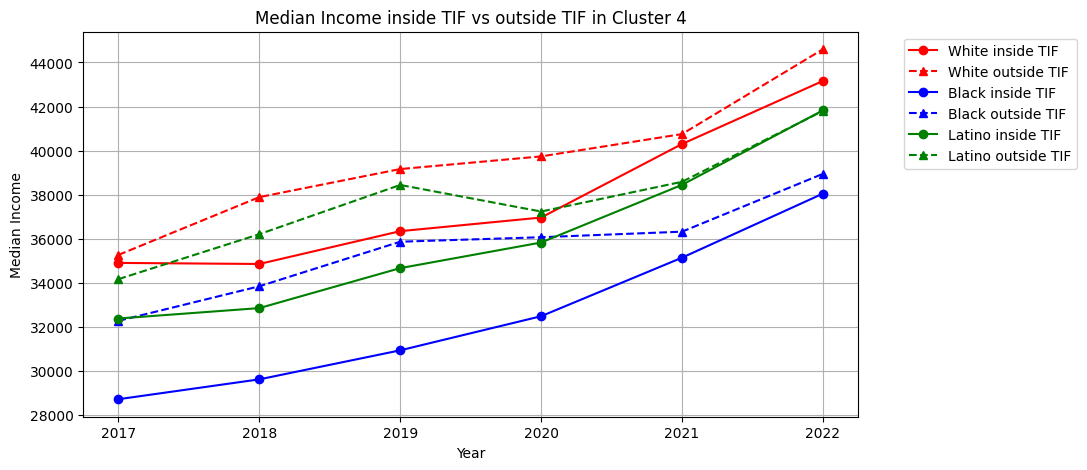 Median Income inside TIF vs outside TIF in Cluster 4
44000
42000
40000
38000
36000
34000
32000
30000
28000
Median Income
2017 2018 2019 2020 2021 2022
Year
White inside TIF
White outside TIF
Black inside TIF
Black outside TIF
Latino inside TIF
Latino outside TIF